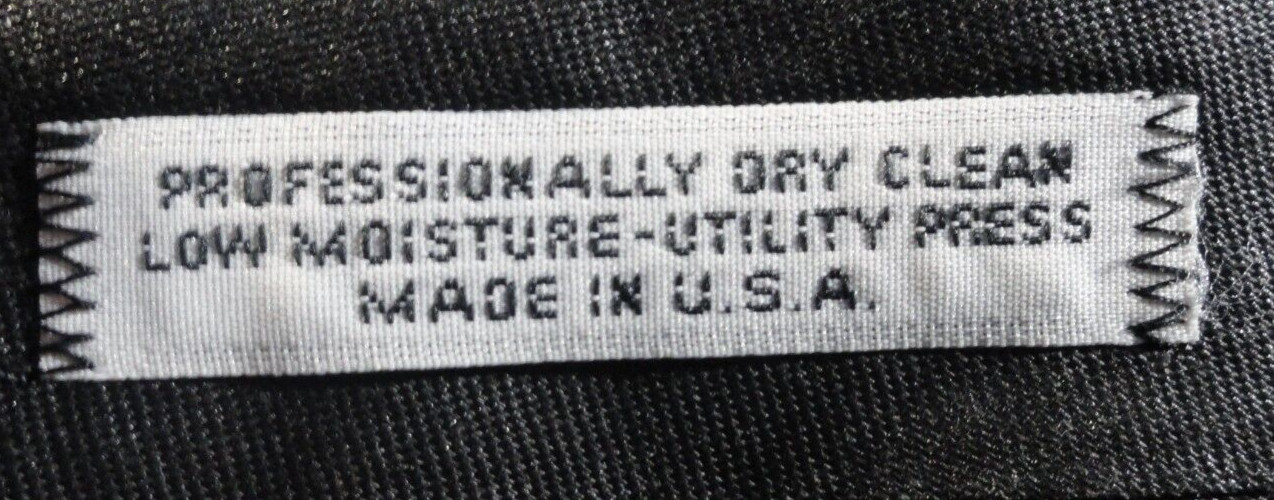 PROFESSIONALLY DRY CLEAN
LOW MOISTURE-UTILITY PRESS
MADE IN U.S.A.